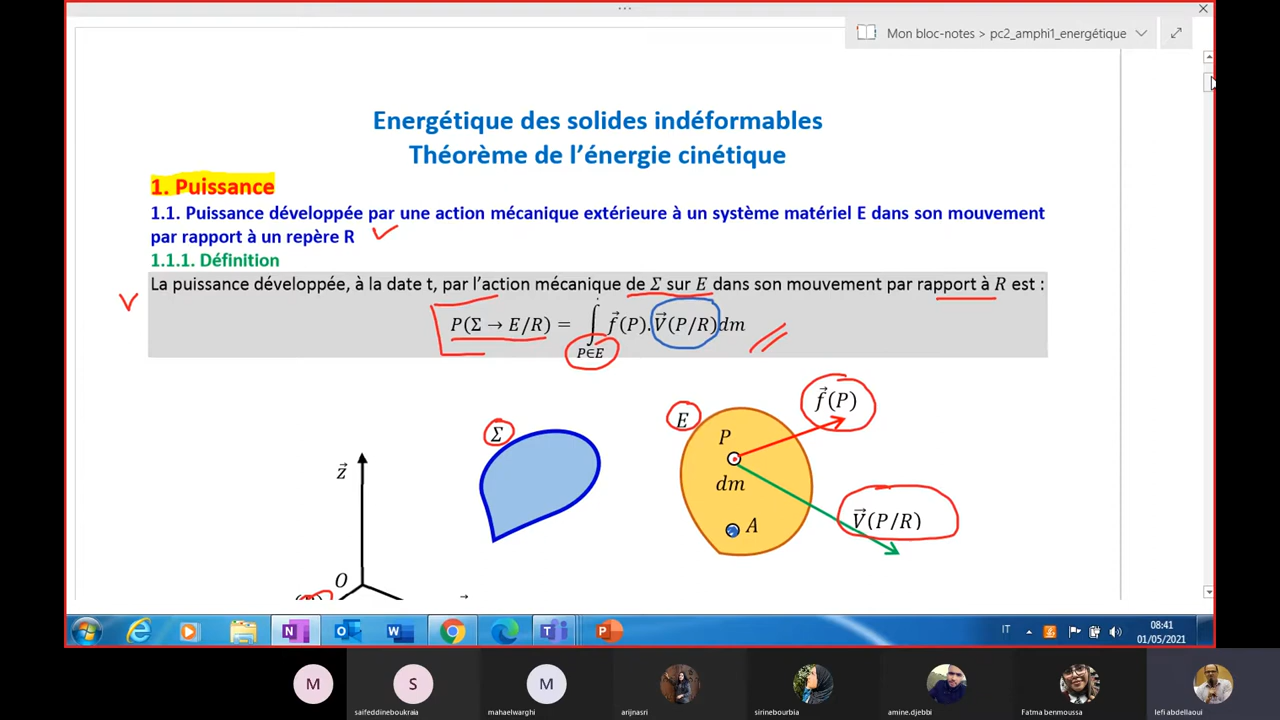 Mon bloc-notes > pc2_amphi1_energétique
Energétique des solides indéformables
Théorème de l’énergie cinétique
1. Puissance
1.1. Puissance développée par une action mécanique extérieure à un système matériel E dans son mouvement
par rapport à un repère R
1.1.1. Définition
La puissance développée, à la date t, par l’action mécanique de Σ sur E dans son mouvement par rapport à R est :
P(Σ → E/R) = ∫ f⃗(P).V⃗(P/R)dm
P∈E
f⃗(P)
E
Σ
P
z⃗
dm
V⃗(P/R)
A
O
IT
08:41
01/05/2021
M
S
M
saifeddineboukraia
mahaelwarghi
arijnasri
sirinebourbia
amine.djebbi
Fatma benmoussa
lefi abdellaoui